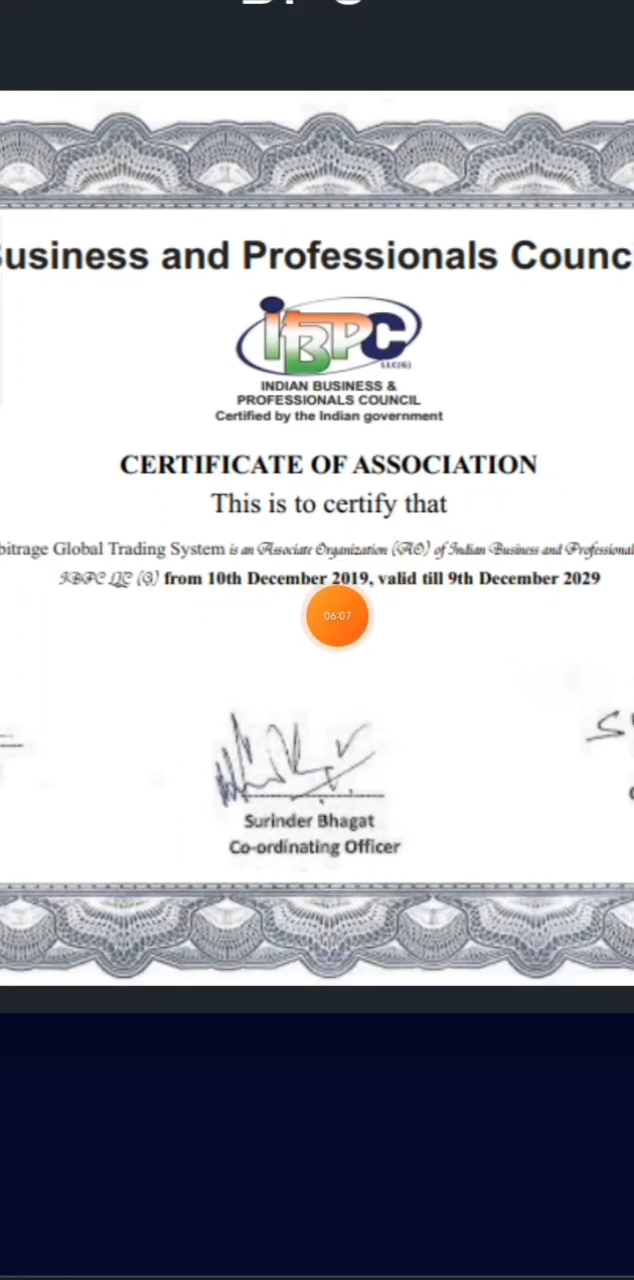 usiness and Professionals Counc
iBPC
LLC(G)
INDIAN BUSINESS &
PROFESSIONALS COUNCIL
Certified by the Indian government
CERTIFICATE OF ASSOCIATION
This is to certify that
bitrage Global Trading System is an Associate Organization (AO) of Indian Business and Professional
IBPC LLC (G) from 10th December 2019, valid till 9th December 2029
06:07
Surinder Bhagat
Co-ordinating Officer